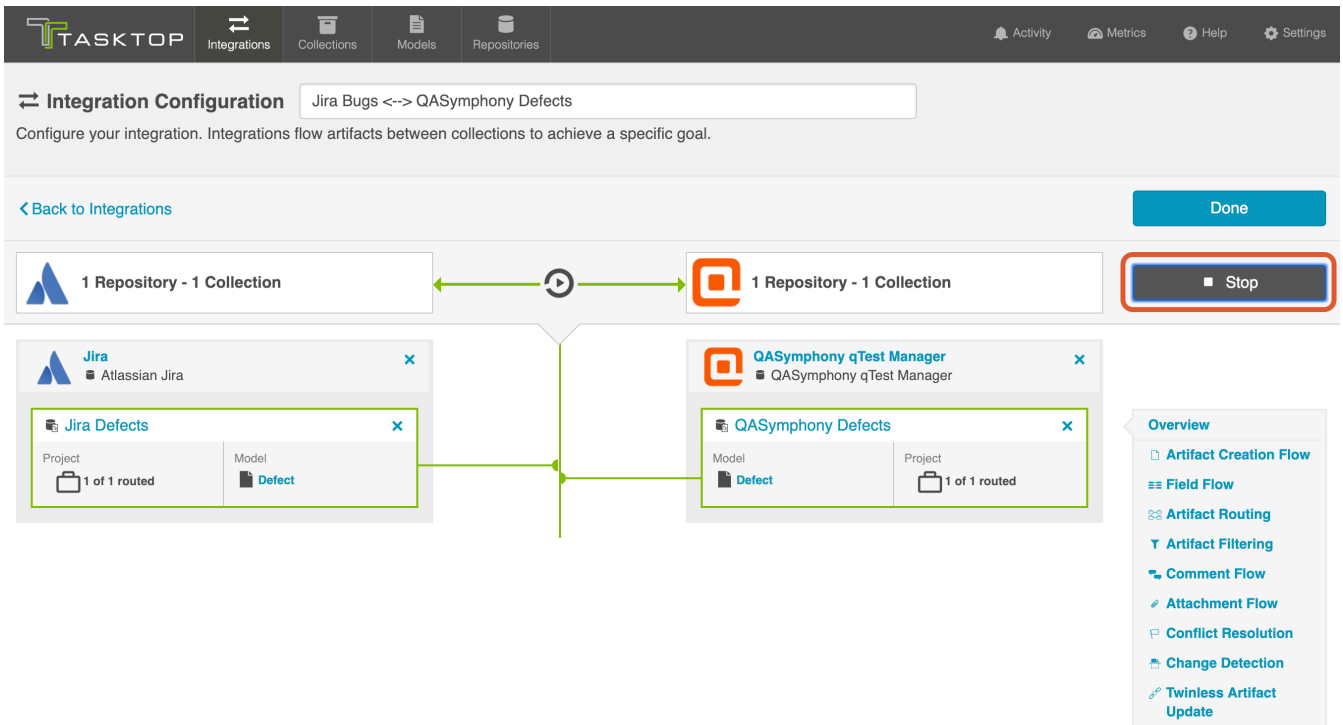 TASKTOP
Integrations
Collections
Models
Repositories
Activity
Metrics
Help
Settings
Integration Configuration
Jira Bugs <--> QASymphony Defects
Configure your integration. Integrations flow artifacts between collections to achieve a specific goal.
Back to Integrations
Done
1 Repository - 1 Collection
1 Repository - 1 Collection
Stop
Jira
Atlassian Jira
QASymphony qTest Manager
QASymphony qTest Manager
Jira Defects
Project
1 of 1 routed
Model
Defect
QASymphony Defects
Model
Defect
Project
1 of 1 routed
Overview
Artifact Creation Flow
Field Flow
Artifact Routing
Artifact Filtering
Comment Flow
Attachment Flow
Conflict Resolution
Change Detection
Twinless Artifact
Update